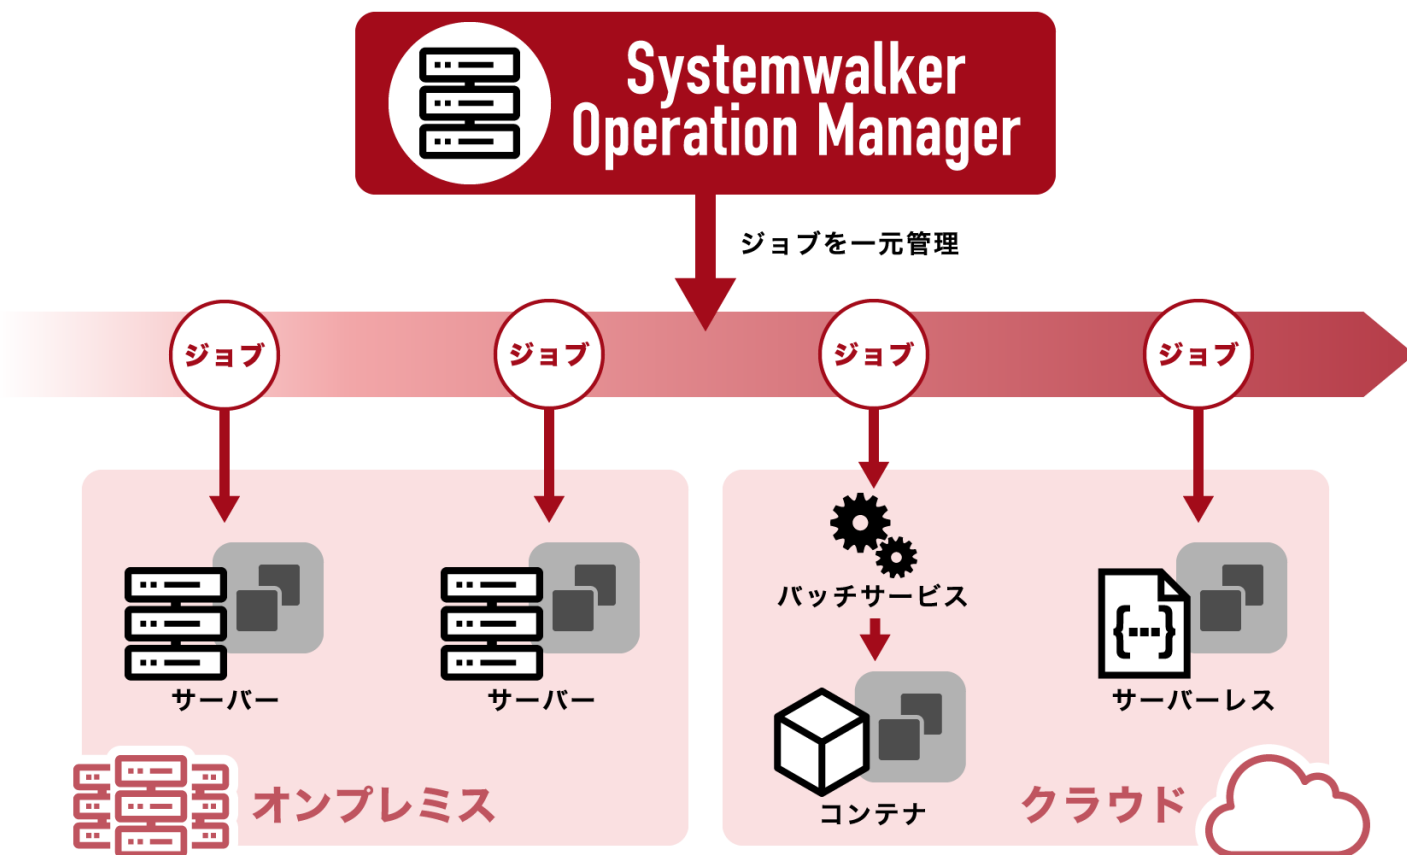 Systemwalker
Operation Manager
ジョブを一元管理
ジョブ
ジョブ
ジョブ
ジョブ
サーバー
サーバー
オンプレミス
バッチサービス
コンテナ
サーバーレス
クラウド